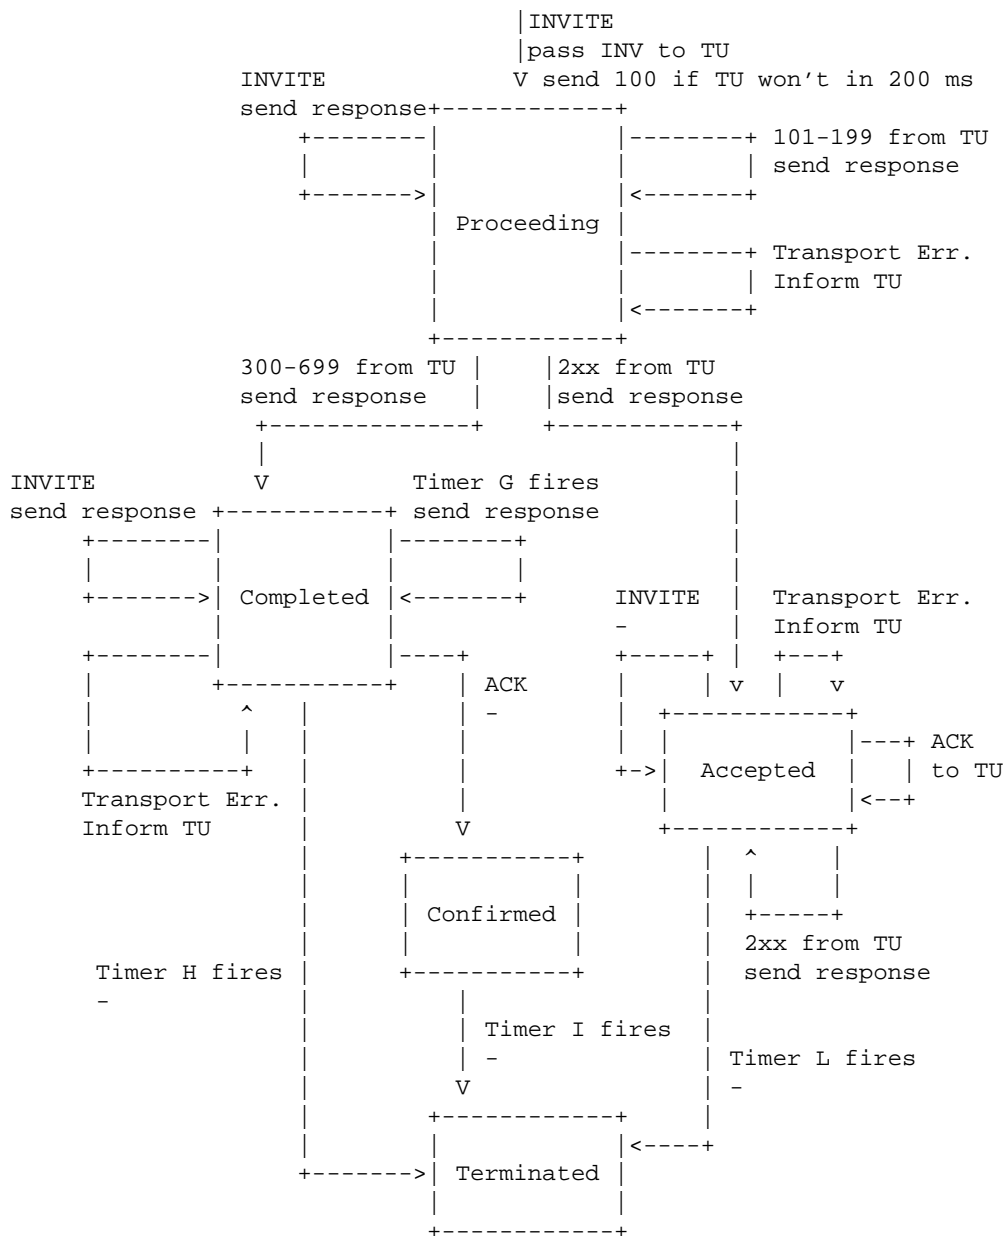 |INVITE
|pass INV to TU
INVITE V send 100 if TU won't in 200 ms
send response+------------+
+--------| |--------+ 101-199 from TU
| | | | send response
+------->| |<-------+
| Proceeding |
| |--------+ Transport Err.
| | | Inform TU
| |<-------+
+------------+
300-699 from TU | |2xx from TU
send response | |send response
+--------------+ +------------+
| |
INVITE V Timer G fires |
send response +-----------+ send response |
+--------| |--------+ |
| | | | |
+------->| Completed |<-------+ INVITE | Transport Err.
| | - | Inform TU
+--------| |----+ +-----+ | +---+
| +-----------+ | ACK | | v | v
| ^ | | - | +------------+
| | | | | | |---+ ACK
+----------+ | | +->| Accepted | | to TU
Transport Err. | | | |<--+
Inform TU | V +------------+
| +-----------+ | ^ |
| | | | | |
| | Confirmed | | +-----+
| | | | 2xx from TU
Timer H fires | +-----------+ | send response
- | | |
| | Timer I fires |
| | - | Timer L fires
| V | -
| +------------+ |
| | |<----+
+------->| Terminated |
| |
+------------+